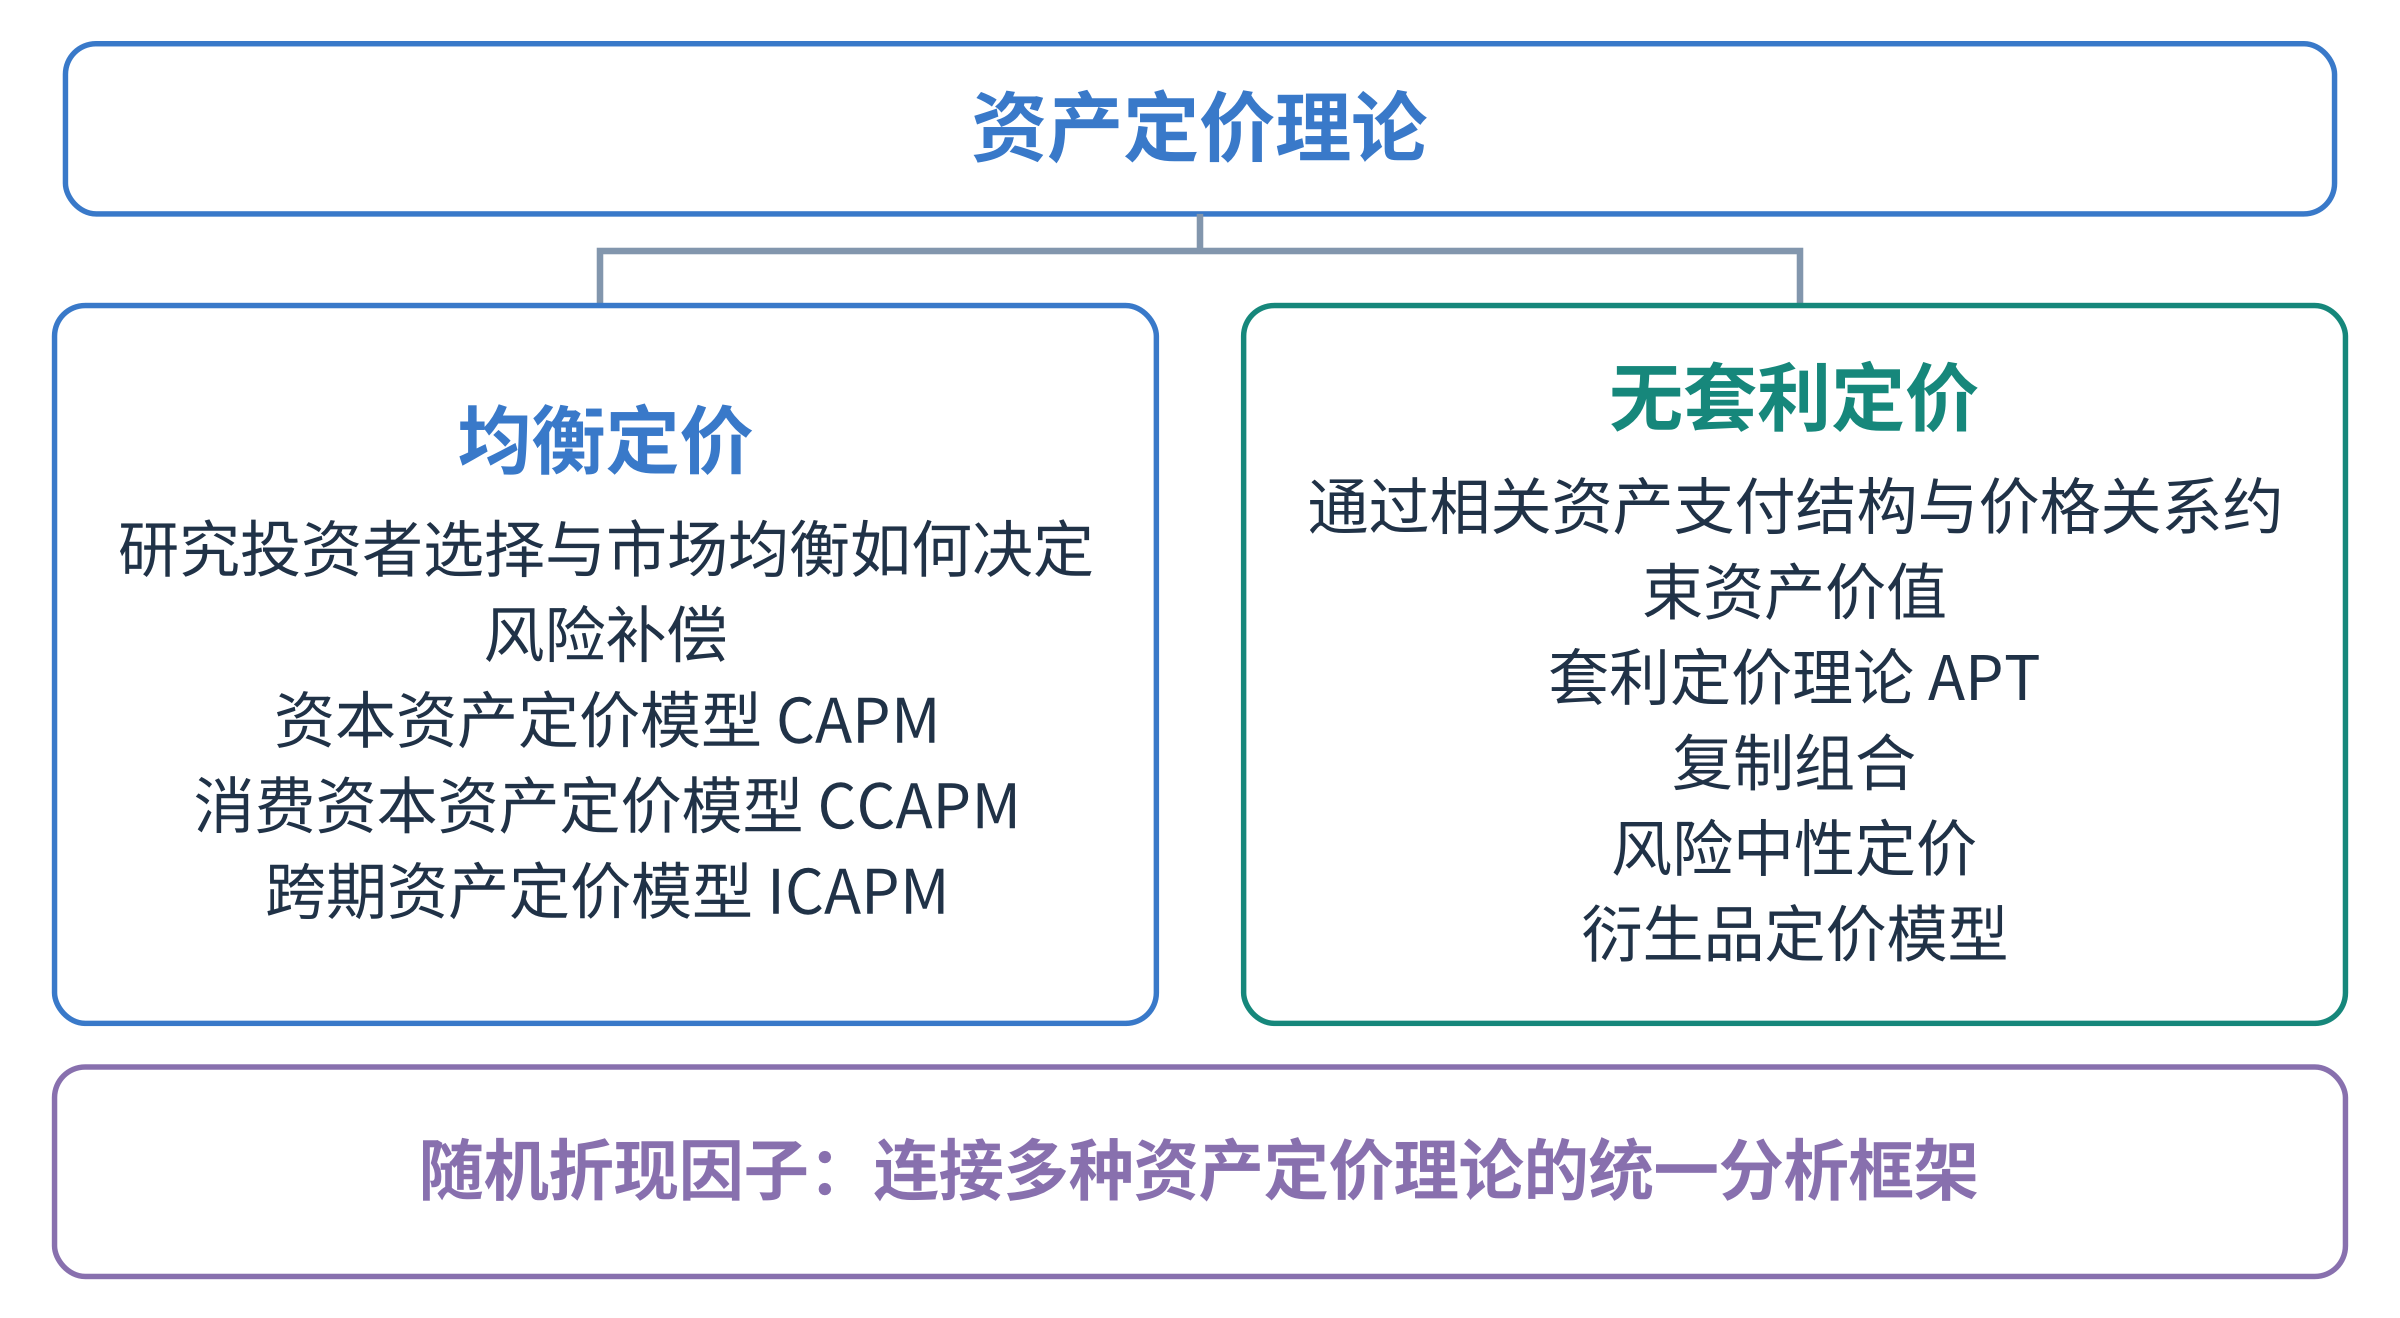 资产定价理论
均衡定价
研究投资者选择与市场均衡如何决定
风险补偿
资本资产定价模型 CAPM
消费资本资产定价模型 CCAPM
跨期资产定价模型 ICAPM
无套利定价
通过相关资产支付结构与价格关系约
束资产价值
套利定价理论 APT
复制组合
风险中性定价
衍生品定价模型
随机折现因子：连接多种资产定价理论的统一分析框架